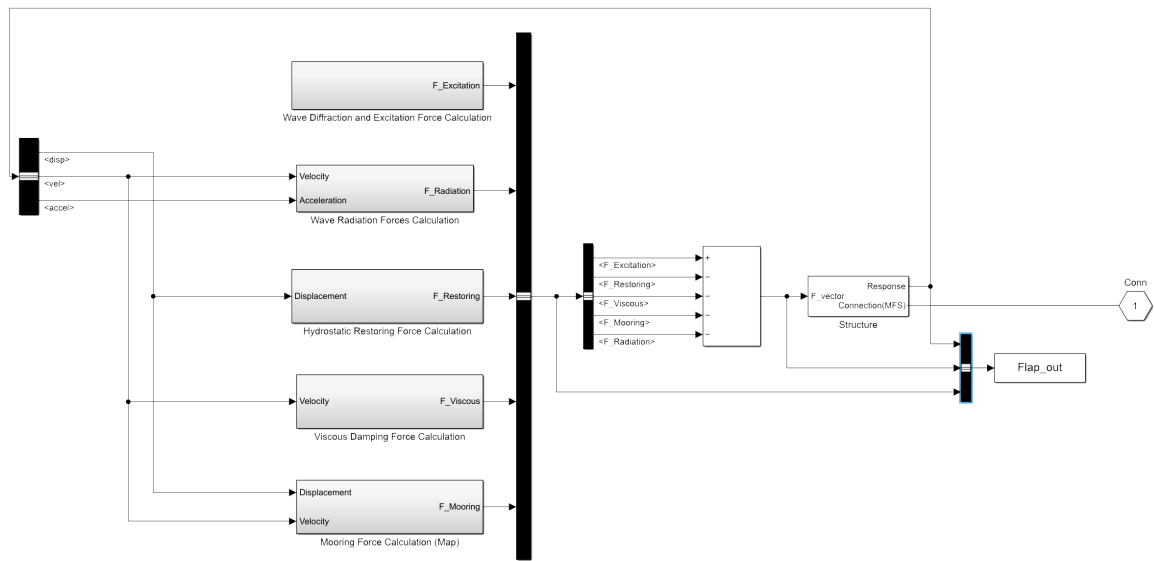 F_Excitation
Wave Diffraction and Excitation Force Calculation
<disp>
<vel>
<accel>
Velocity
Acceleration
F_Radiation
Wave Radiation Forces Calculation
Displacement
F_Restoring
Hydrostatic Restoring Force Calculation
Velocity
F_Viscous
Viscous Damping Force Calculation
Displacement
Velocity
F_Mooring
Mooring Force Calculation (Map)
<F_Excitation>
<F_Restoring>
<F_Viscous>
<F_Mooring>
<F_Radiation>
+
−
−
−
−
F_vector
Response
Connection(MFS)
Structure
Conn
1
Flap_out